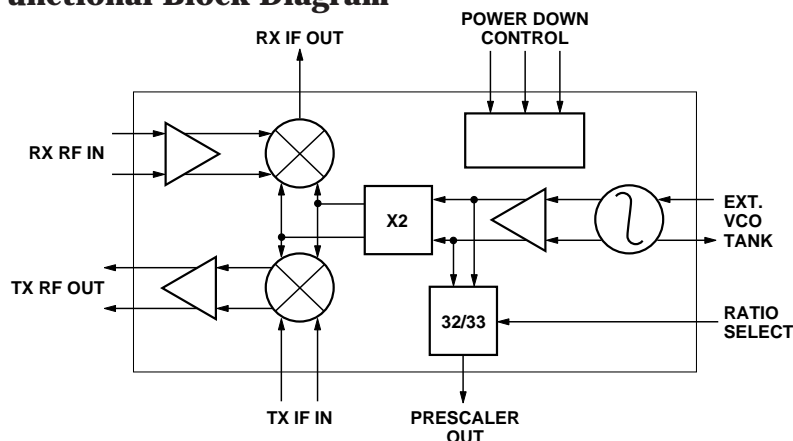 unctional Block Diagram
POWER DOWN
CONTROL
RX IF OUT
RX RF IN
X2
EXT.
VCO
TANK
TX RF OUT
32/33
RATIO
SELECT
TX IF IN
PRESCALER
OUT